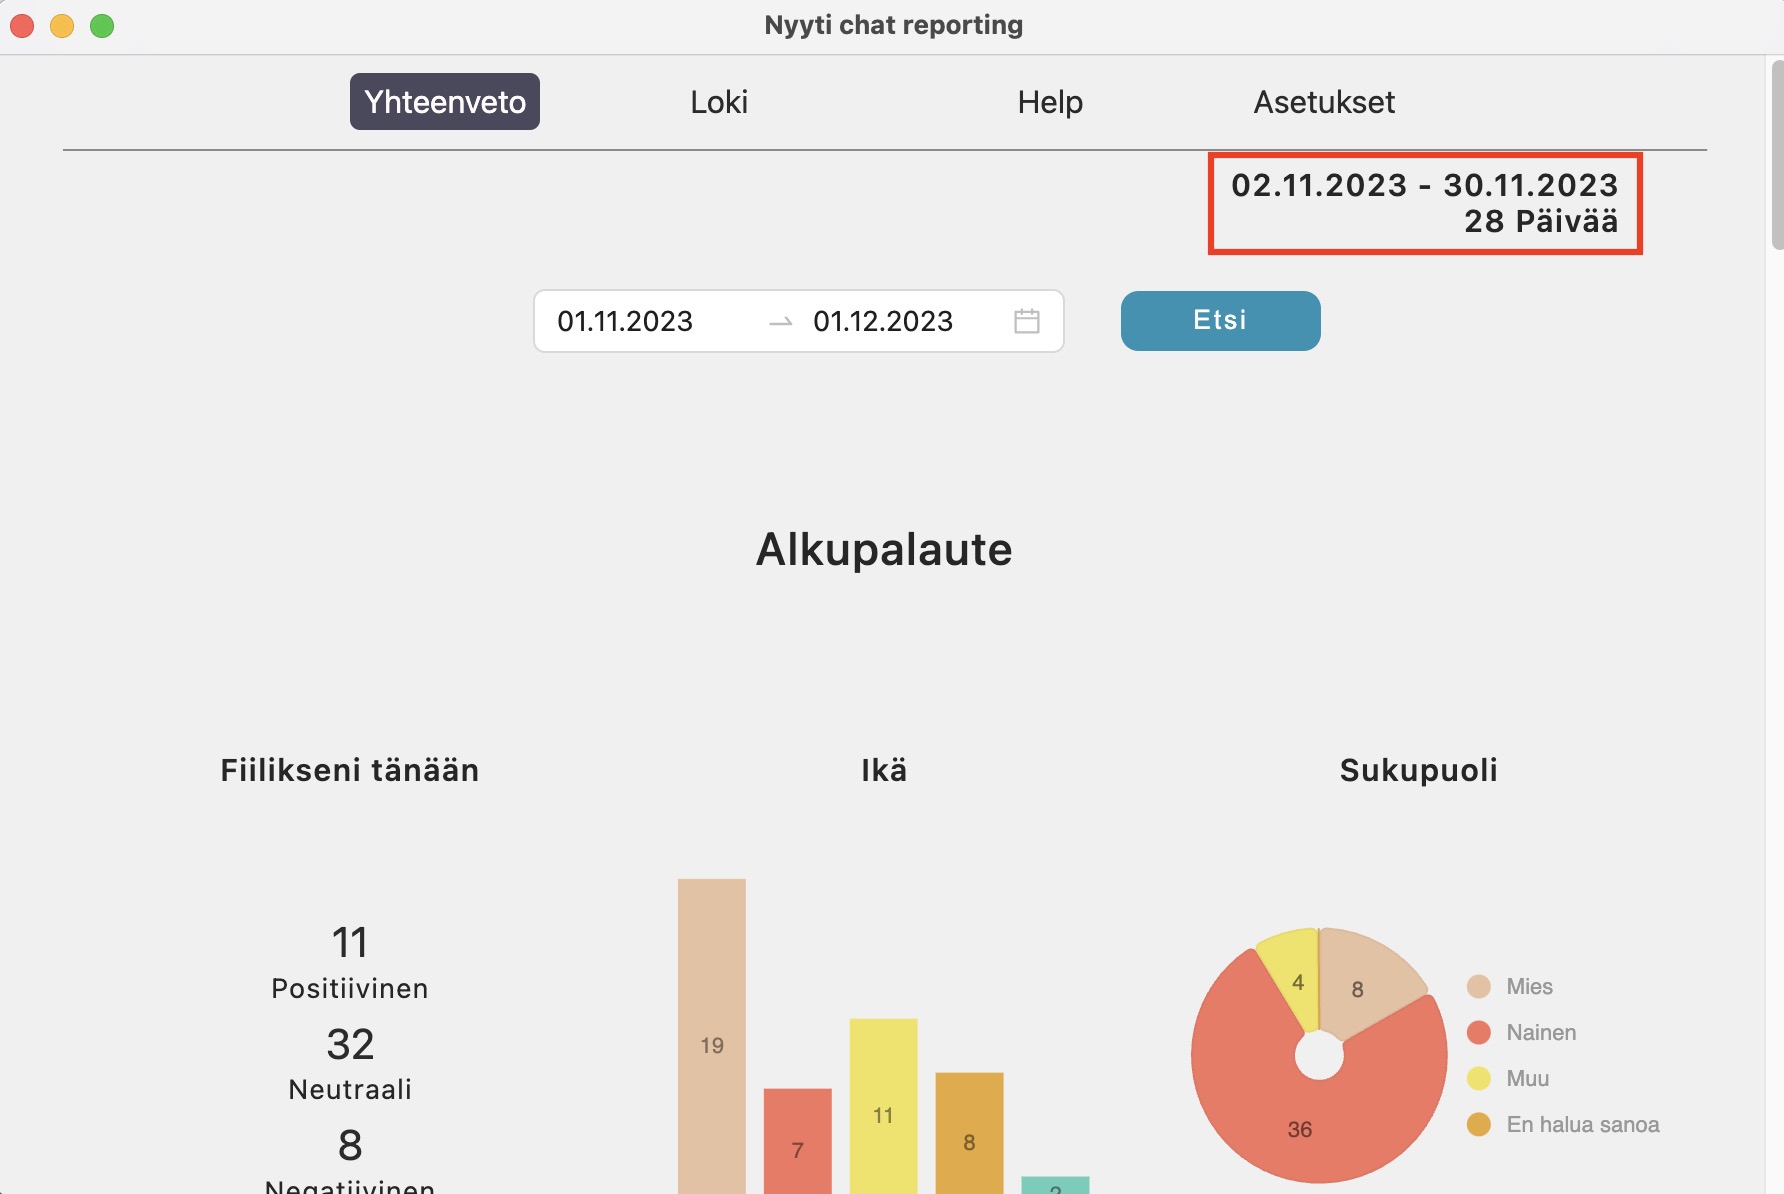 Nyyti chat reporting
Yhteenveto
Loki
Help
Asetukset
02.11.2023 - 30.11.2023
28 Päivää
01.11.2023
01.12.2023
Etsi
Alkupalaute
Fiilikseni tänään
Ikä
Sukupuoli
11
Positiivinen
32
Neutraali
8
Negatiivinen
19
7
11
8
4
8
36
Mies
Nainen
Muu
En halua sanoa